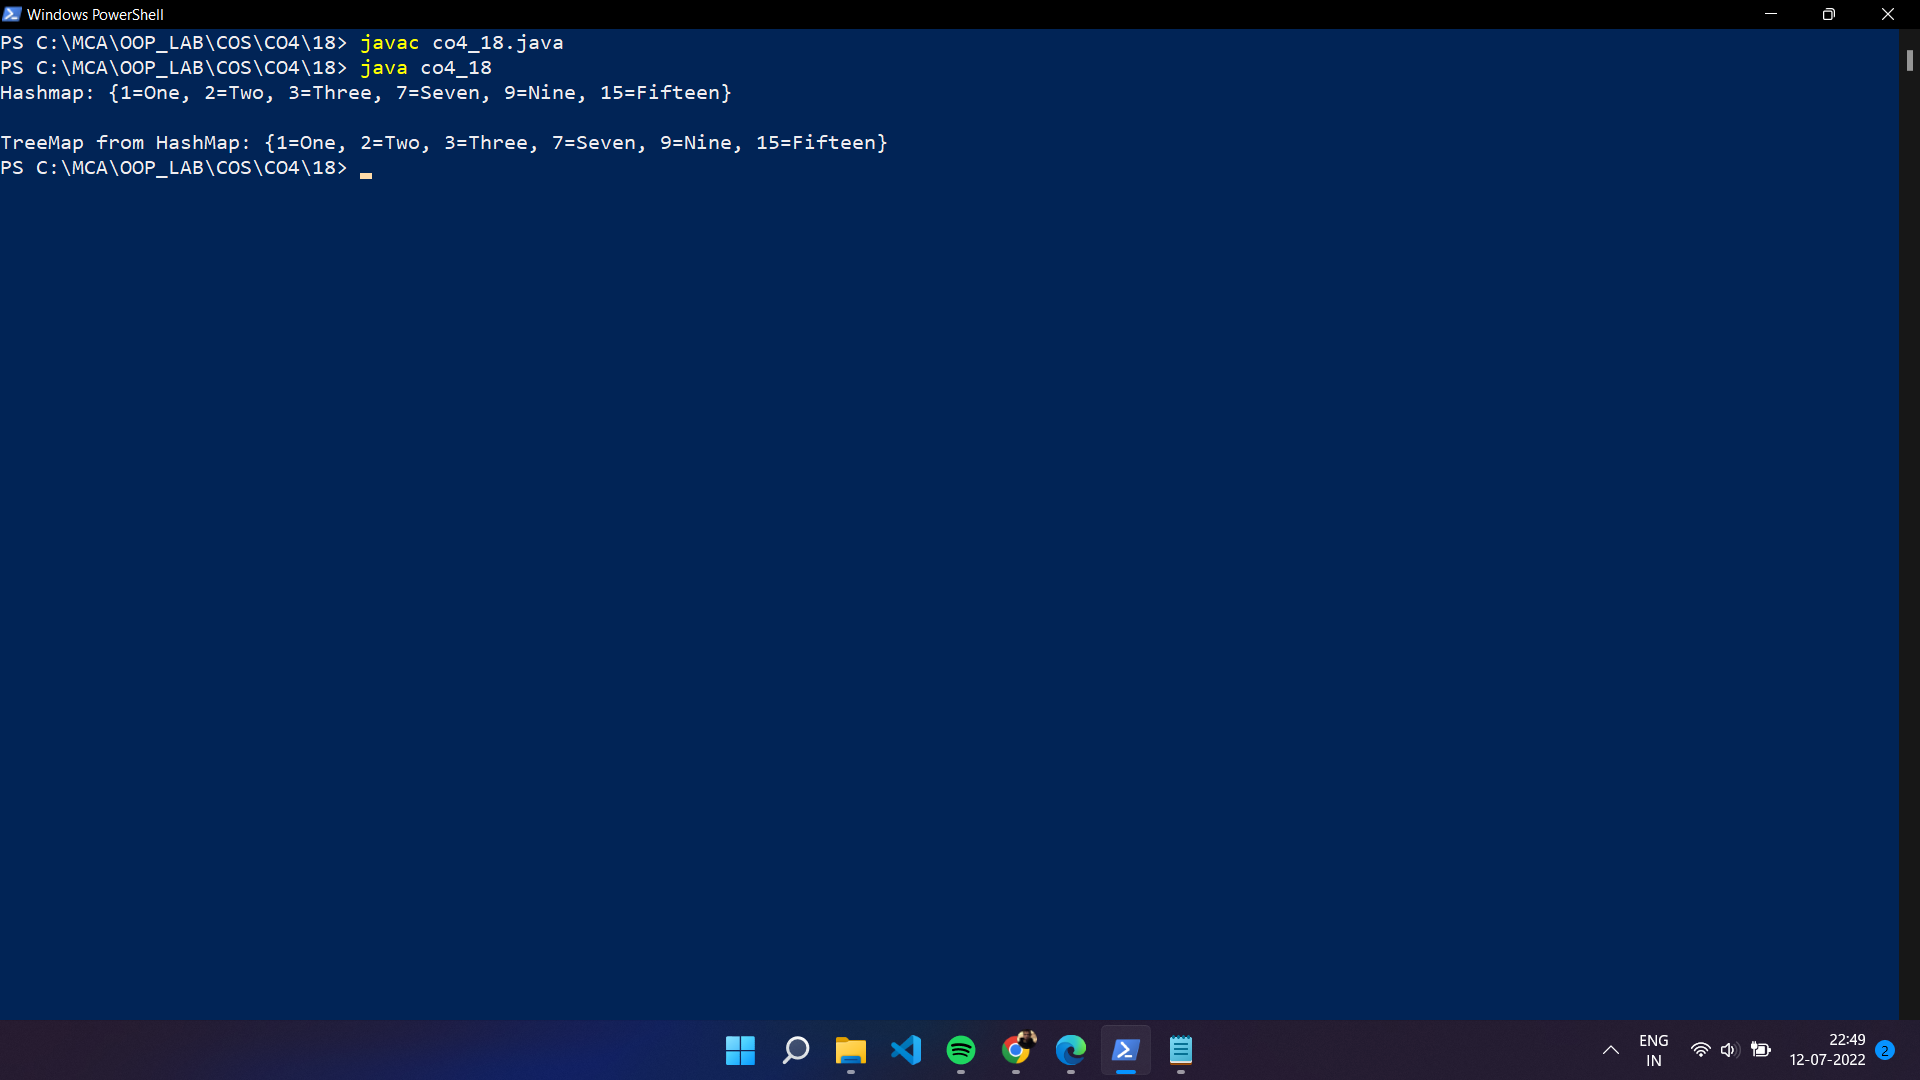 Windows PowerShell
PS C:\MCA\OOP_LAB\COS\CO4\18> javac co4_18.java
PS C:\MCA\OOP_LAB\COS\CO4\18> java co4_18
Hashmap: {1=One, 2=Two, 3=Three, 7=Seven, 9=Nine, 15=Fifteen}
TreeMap from HashMap: {1=One, 2=Two, 3=Three, 7=Seven, 9=Nine, 15=Fifteen}
PS C:\MCA\OOP_LAB\COS\CO4\18>
ENG
IN
22:49
12-07-2022
2